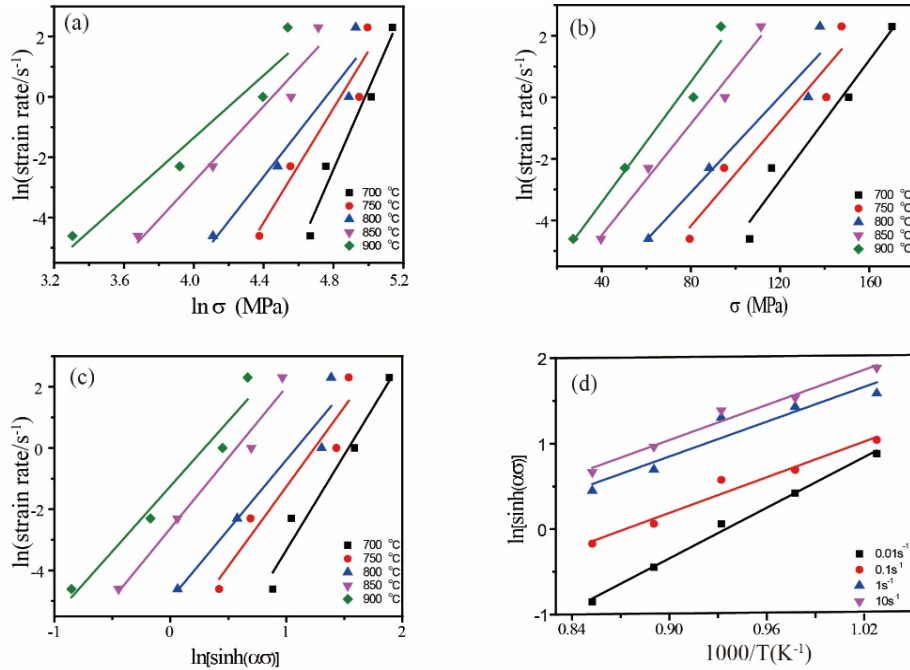 (a)
ln(strain rate/s⁻¹)
2
0
-2
-4
700 °C
750 °C
800 °C
850 °C
900 °C
3.2 3.6 4.0 4.4 4.8 5.2
ln σ (MPa)
(b)
ln(strain rate/s⁻¹)
2
0
-2
-4
700 °C
750 °C
800 °C
850 °C
900 °C
40 80 120 160
σ (MPa)
(c)
ln(strain rate/s⁻¹)
2
0
-2
-4
700 °C
750 °C
800 °C
850 °C
900 °C
-1 0 1 2
ln[sinh(ασ)]
(d)
ln[sinh(ασ)]
2
1
0
-1
0.01s⁻¹
0.1s⁻¹
1s⁻¹
10s⁻¹
0.84 0.90 0.96 1.02
1000/T(K⁻¹)